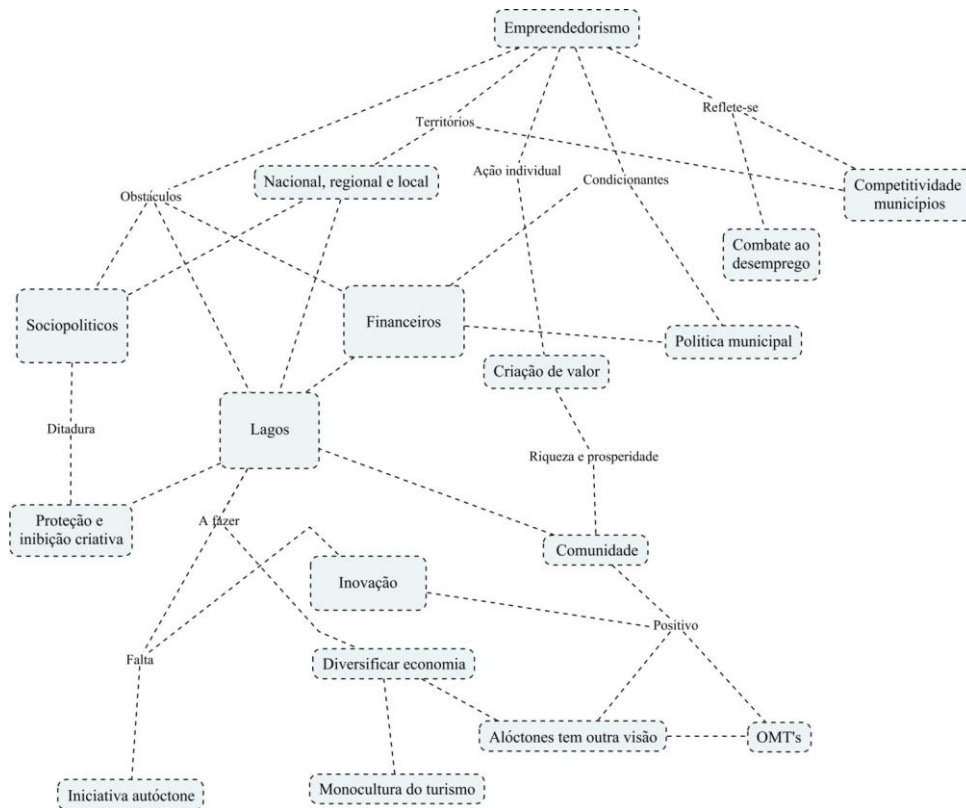 Empreendedorismo
Reflete-se
Territórios
Ação individual
Nacional, regional e local
Condicionantes
Competitividade
municípios
Obstáculos
Combate ao
desemprego
Sociopoliticos
Financeiros
Politica municipal
Criação de valor
Ditadura
Lagos
Riqueza e prosperidade
Proteção e
inibição criativa
A fazer
Comunidade
Inovação
Positivo
Falta
Diversificar economia
Alóctones tem outra visão
OMT's
Iniciativa autóctone
Monocultura do turismo